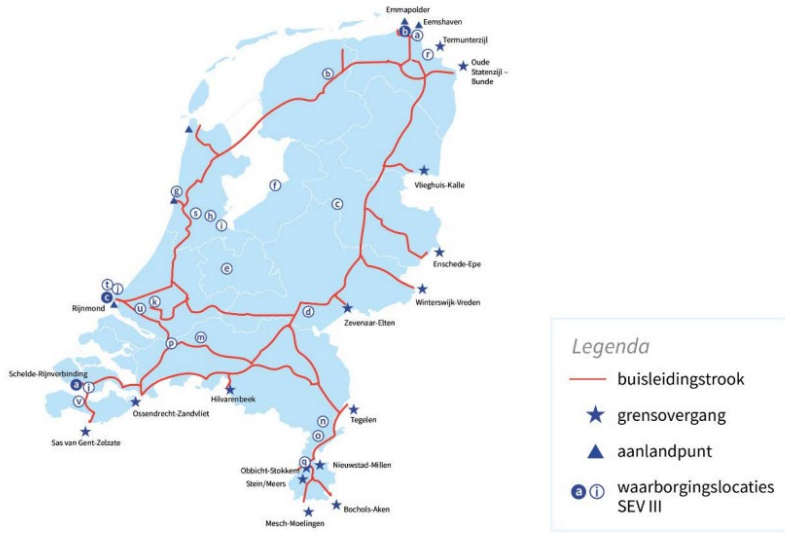 Emmapolder
Eemshaven
b
a
Termunterzijl
r
Oude
Statenzijl –
Bunde
b
Vlieghuis-Kalle
g
f
c
s
h
i
Enschede-Epe
e
t
j
c
k
u
Rijnmond
d
Winterswijk-Vreden
Zevenaar-Elten
p
m
Schelde-Rijnverbinding
a
i
v
Hilvarenbeek
Ossendrecht-Zandvliet
Tegelen
n
o
Sas van Gent-Zelzate
q
Nieuwstad-Millen
Obbicht-Stokkem
Stein/Meers
Bochols-Aken
Mesch-Moelingen
Legenda
buisleidingstrook
grensovergang
aanlandpunt
a i waarborgingslocaties
SEV III